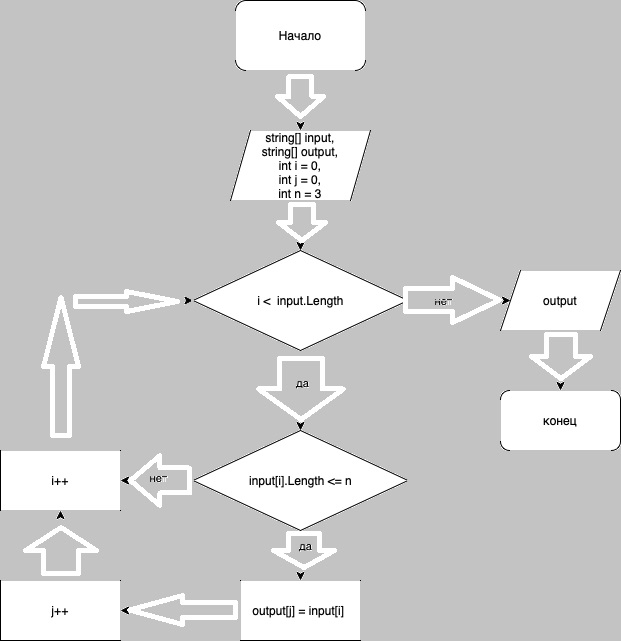 Начало
string[] input,
string[] output,
int i = 0,
int j = 0,
int n = 3
i < input.Length
нет
output
да
конец
input[i].Length <= n
нет
i++
да
output[j] = input[i]
j++